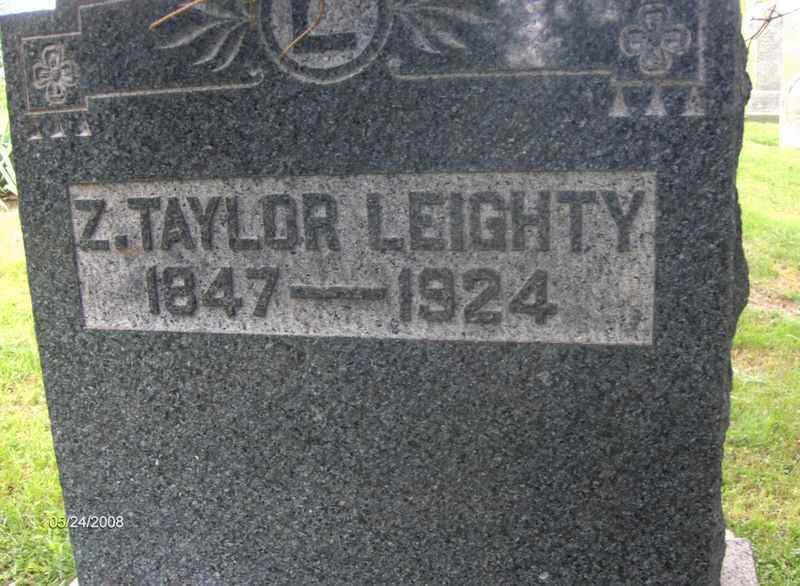 L
Z. TAYLOR LEIGHTY
1847—1924
05/24/2008